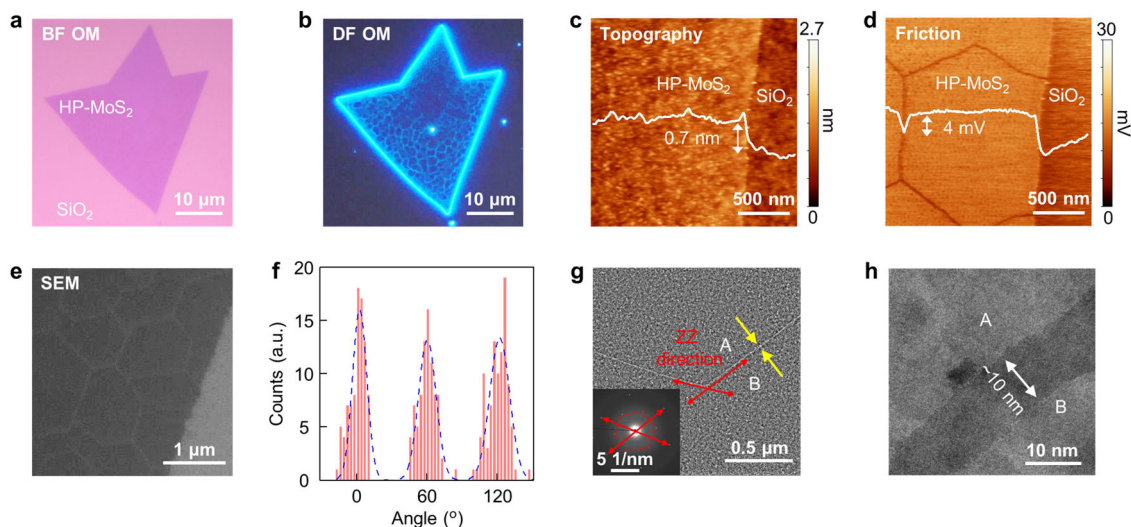 a
BF OM
HP-MoS₂
SiO₂
10 μm
b
DF OM
10 μm
c
Topography
HP-MoS₂
SiO₂
0.7 nm
500 nm
2.7
nm
0
d
Friction
HP-MoS₂
SiO₂
4 mV
500 nm
30
mV
0
e
SEM
1 μm
f
Counts (a.u.)
20
15
10
5
0
0 60 120
Angle (°)
g
ZZ
direction
A
B
5 1/nm
0.5 μm
h
A
~10 nm
B
10 nm